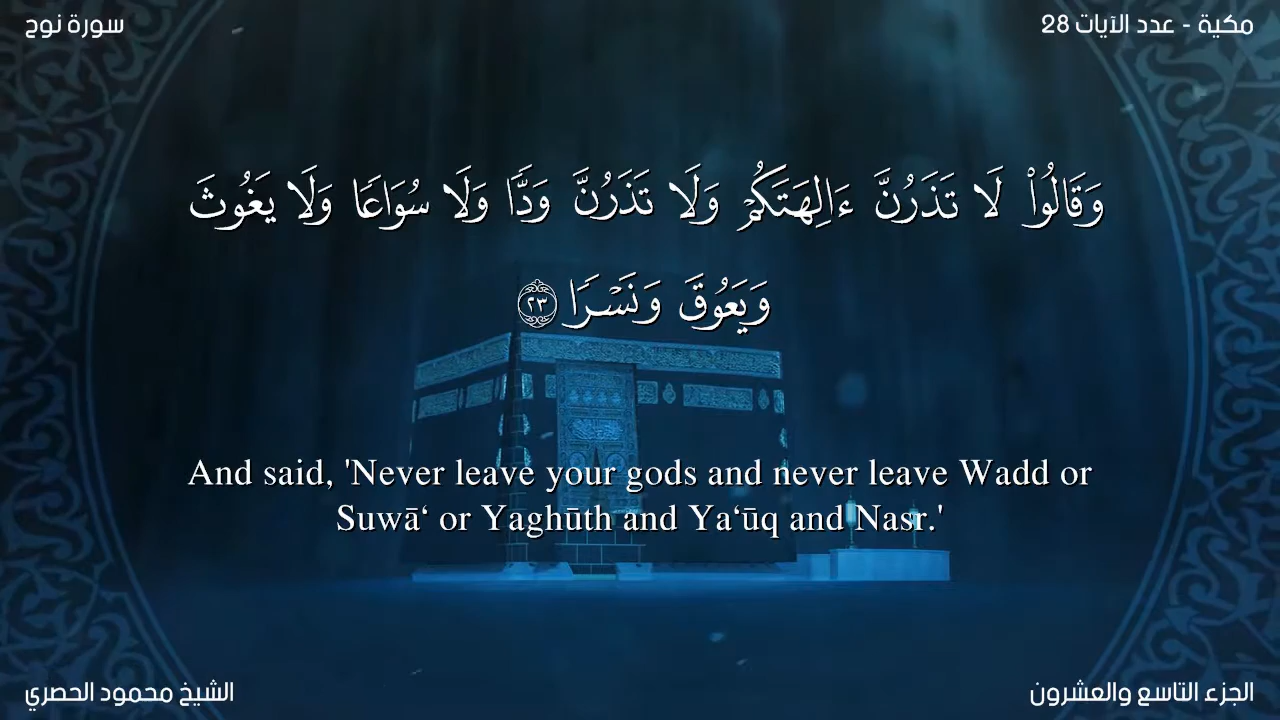 مكية - عدد الآيات 28
سورة نوح
وَقَالُوا۟ لَا تَذَرُنَّ ءَالِهَتَكُمْ وَلَا تَذَرُنَّ وَدًّا وَلَا سُوَاعًا وَلَا يَغُوثَ
وَيَعُوقَ وَنَسْرًا ٢٣
And said, 'Never leave your gods and never leave Wadd or
Suwā‘ or Yaghūth and Ya‘ūq and Nasr.'
الجزء التاسع والعشرون
الشيخ محمود الحصري